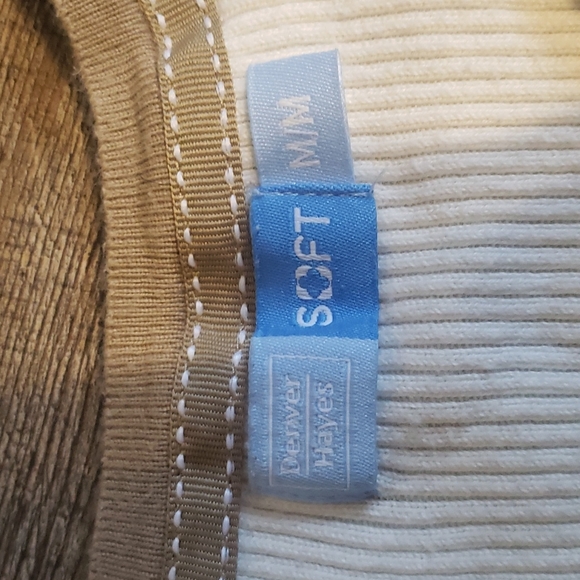 Denver
Hayes
SOFT
M/M